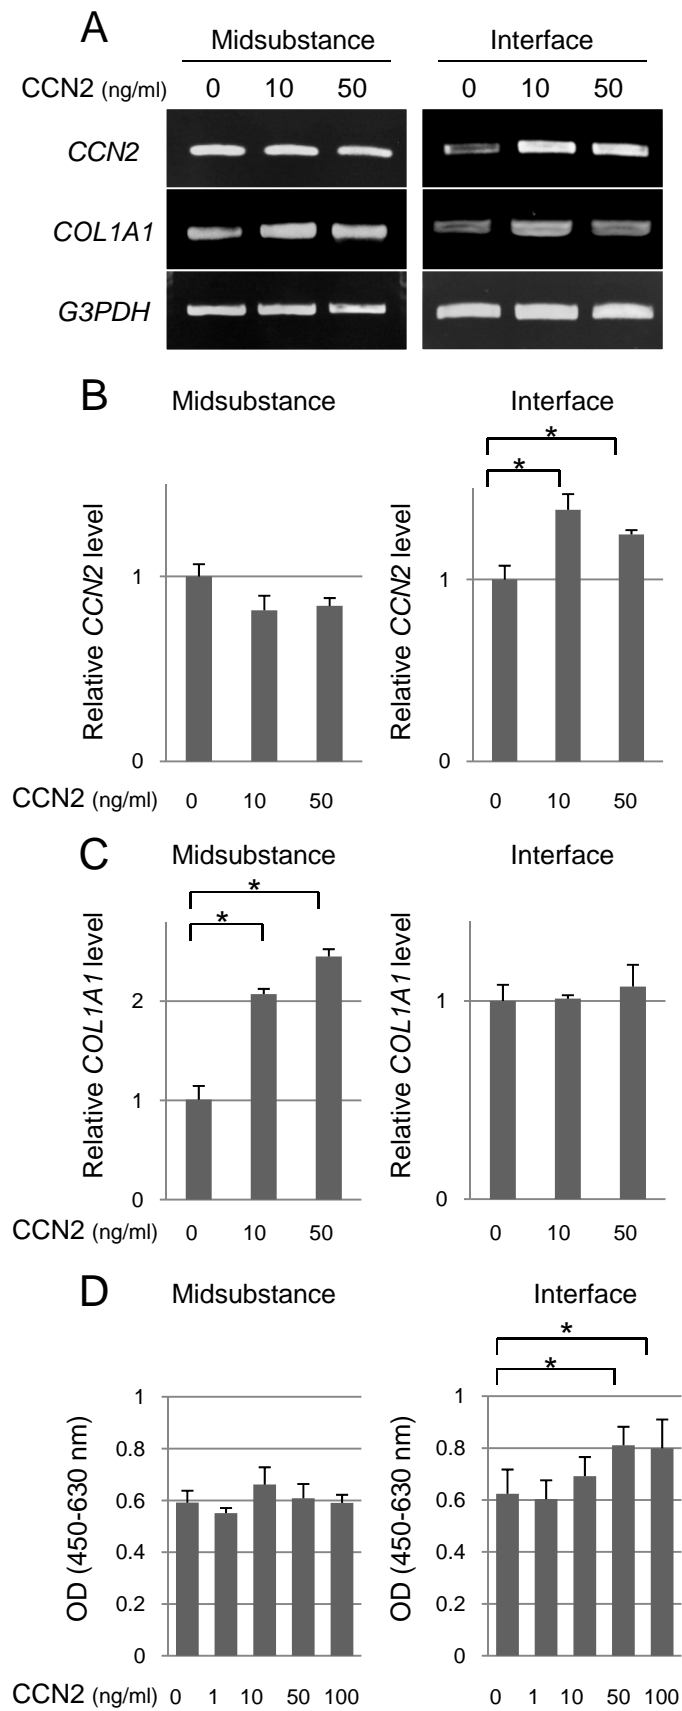 A
Midsubstance Interface
CCN2 (ng/ml) 0 10 50 0 10 50
CCN2
COL1A1
G3PDH
B
Midsubstance Interface
*
*
Relative CCN2 level
1
0
Relative CCN2 level
1
0
CCN2 (ng/ml) 0 10 50 0 10 50
C
Midsubstance Interface
*
*
Relative COL1A1 level
2
1
0
Relative COL1A1 level
1
0
CCN2 (ng/ml) 0 10 50 0 10 50
D
Midsubstance Interface
*
*
OD (450-630 nm)
1
0.8
0.6
0.4
0.2
0
OD (450-630 nm)
1
0.8
0.6
0.4
0.2
0
CCN2 (ng/ml) 0 1 10 50 100 0 1 10 50 100